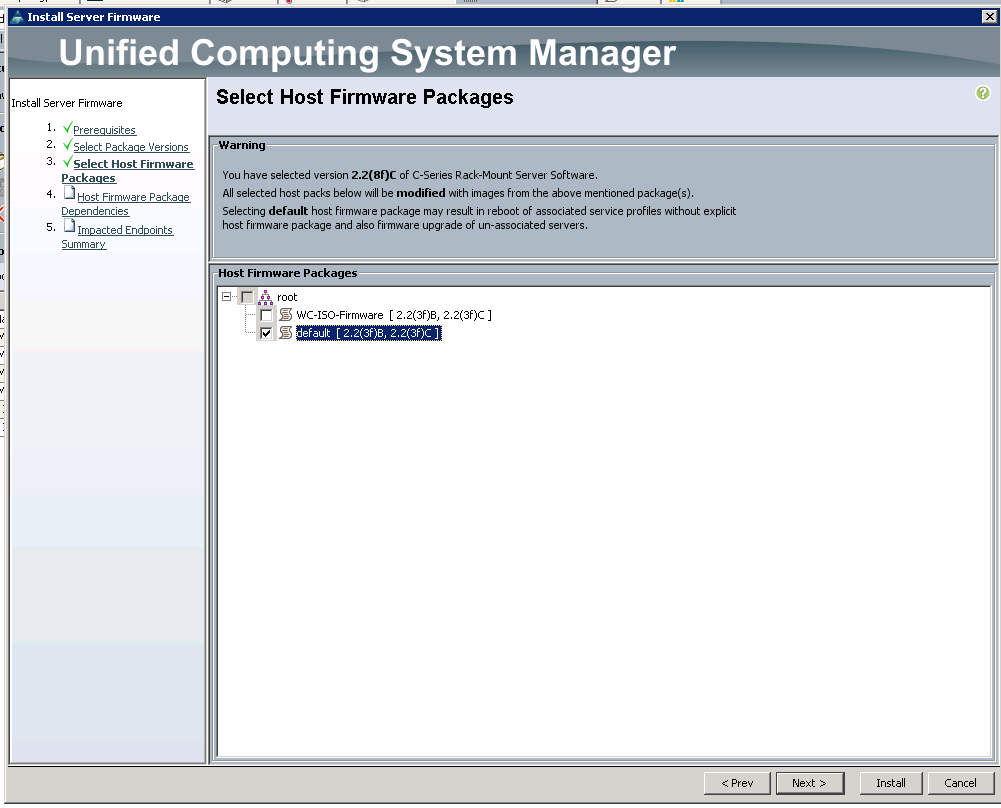 Install Server Firmware
Unified Computing System Manager
Install Server Firmware
1. Prerequisites
2. Select Package Versions
3. Select Host Firmware
Packages
4. Host Firmware Package
Dependencies
5. Impacted Endpoints
Summary
Select Host Firmware Packages
?
Warning
You have selected version 2.2(8f)C of C-Series Rack-Mount Server Software.
All selected host packs below will be modified with images from the above mentioned package(s).
Selecting default host firmware package may result in reboot of associated service profiles without explicit
host firmware package and also firmware upgrade of un-associated servers.
Host Firmware Packages
root
WC-ISO-Firmware [ 2.2(3f)B, 2.2(3f)C ]
default [ 2.2(3f)B, 2.2(3f)C ]
< Prev
Next >
Install
Cancel